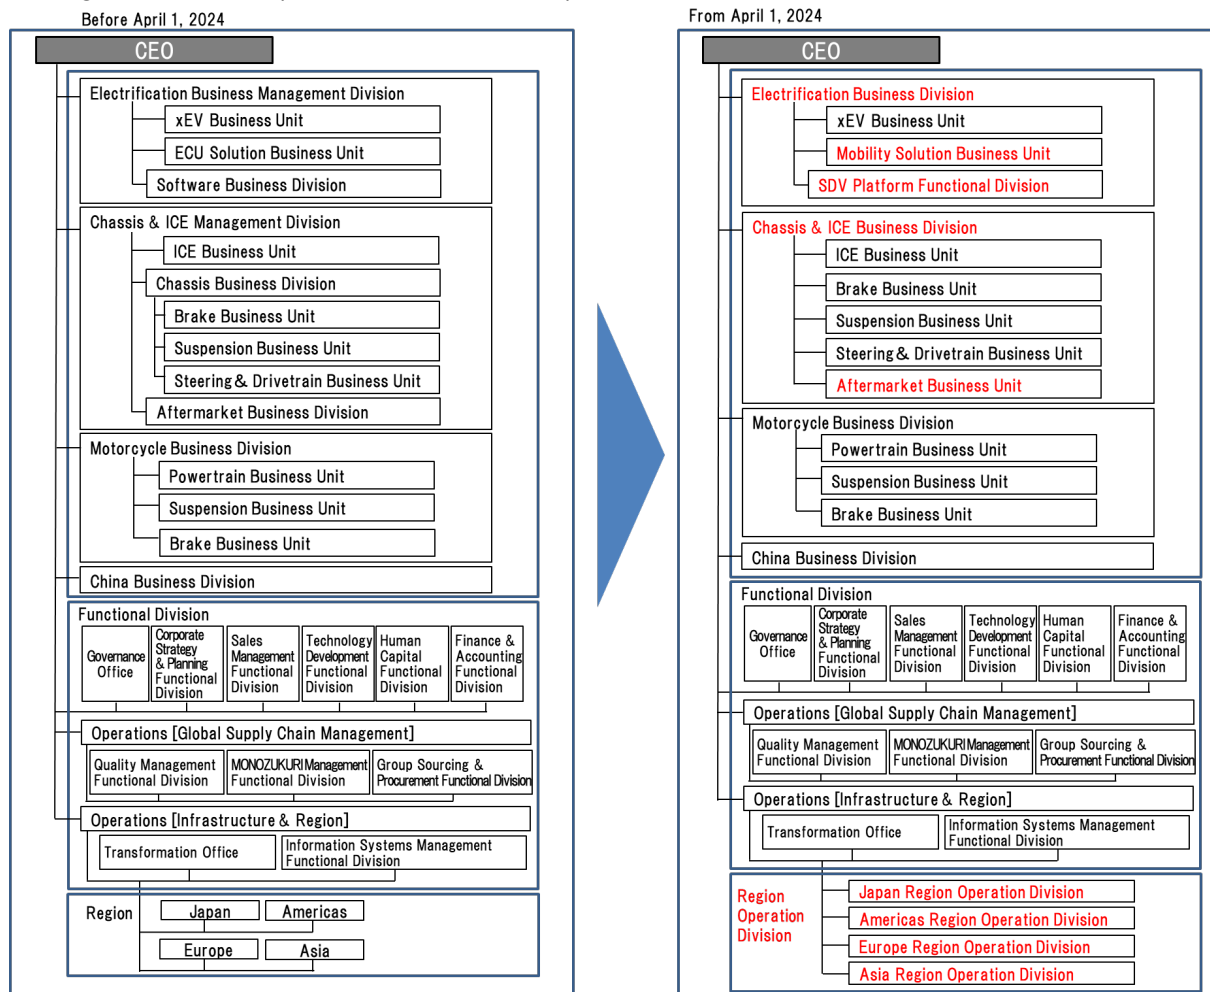 Before April 1, 2024
CEO
Electrification Business Management Division
xEV Business Unit
ECU Solution Business Unit
Software Business Division
Chassis & ICE Management Division
ICE Business Unit
Chassis Business Division
Brake Business Unit
Suspension Business Unit
Steering& Drivetrain Business Unit
Aftermarket Business Division
Motorcycle Business Division
Powertrain Business Unit
Suspension Business Unit
Brake Business Unit
China Business Division
Functional Division
Governance
Office
Corporate
Strategy
& Planning
Functional
Division
Sales
Management
Functional
Division
Technology
Development
Functional
Division
Human
Capital
Functional
Division
Finance &
Accounting
Functional
Division
Operations [Global Supply Chain Management]
Quality Management
Functional Division
MONOZUKURI Management
Functional Division
Group Sourcing &
Procurement Functional Division
Operations [Infrastructure & Region]
Transformation Office
Information Systems Management
Functional Division
Region
Japan
Americas
Europe
Asia
From April 1, 2024
CEO
Electrification Business Division
xEV Business Unit
Mobility Solution Business Unit
SDV Platform Functional Division
Chassis & ICE Business Division
ICE Business Unit
Brake Business Unit
Suspension Business Unit
Steering& Drivetrain Business Unit
Aftermarket Business Unit
Motorcycle Business Division
Powertrain Business Unit
Suspension Business Unit
Brake Business Unit
China Business Division
Functional Division
Governance
Office
Corporate
Strategy
& Planning
Functional
Division
Sales
Management
Functional
Division
Technology
Development
Functional
Division
Human
Capital
Functional
Division
Finance &
Accounting
Functional
Division
Operations [Global Supply Chain Management]
Quality Management
Functional Division
MONOZUKURI Management
Functional Division
Group Sourcing &
Procurement Functional Division
Operations [Infrastructure & Region]
Transformation Office
Information Systems Management
Functional Division
Region
Operation
Division
Japan Region Operation Division
Americas Region Operation Division
Europe Region Operation Division
Asia Region Operation Division